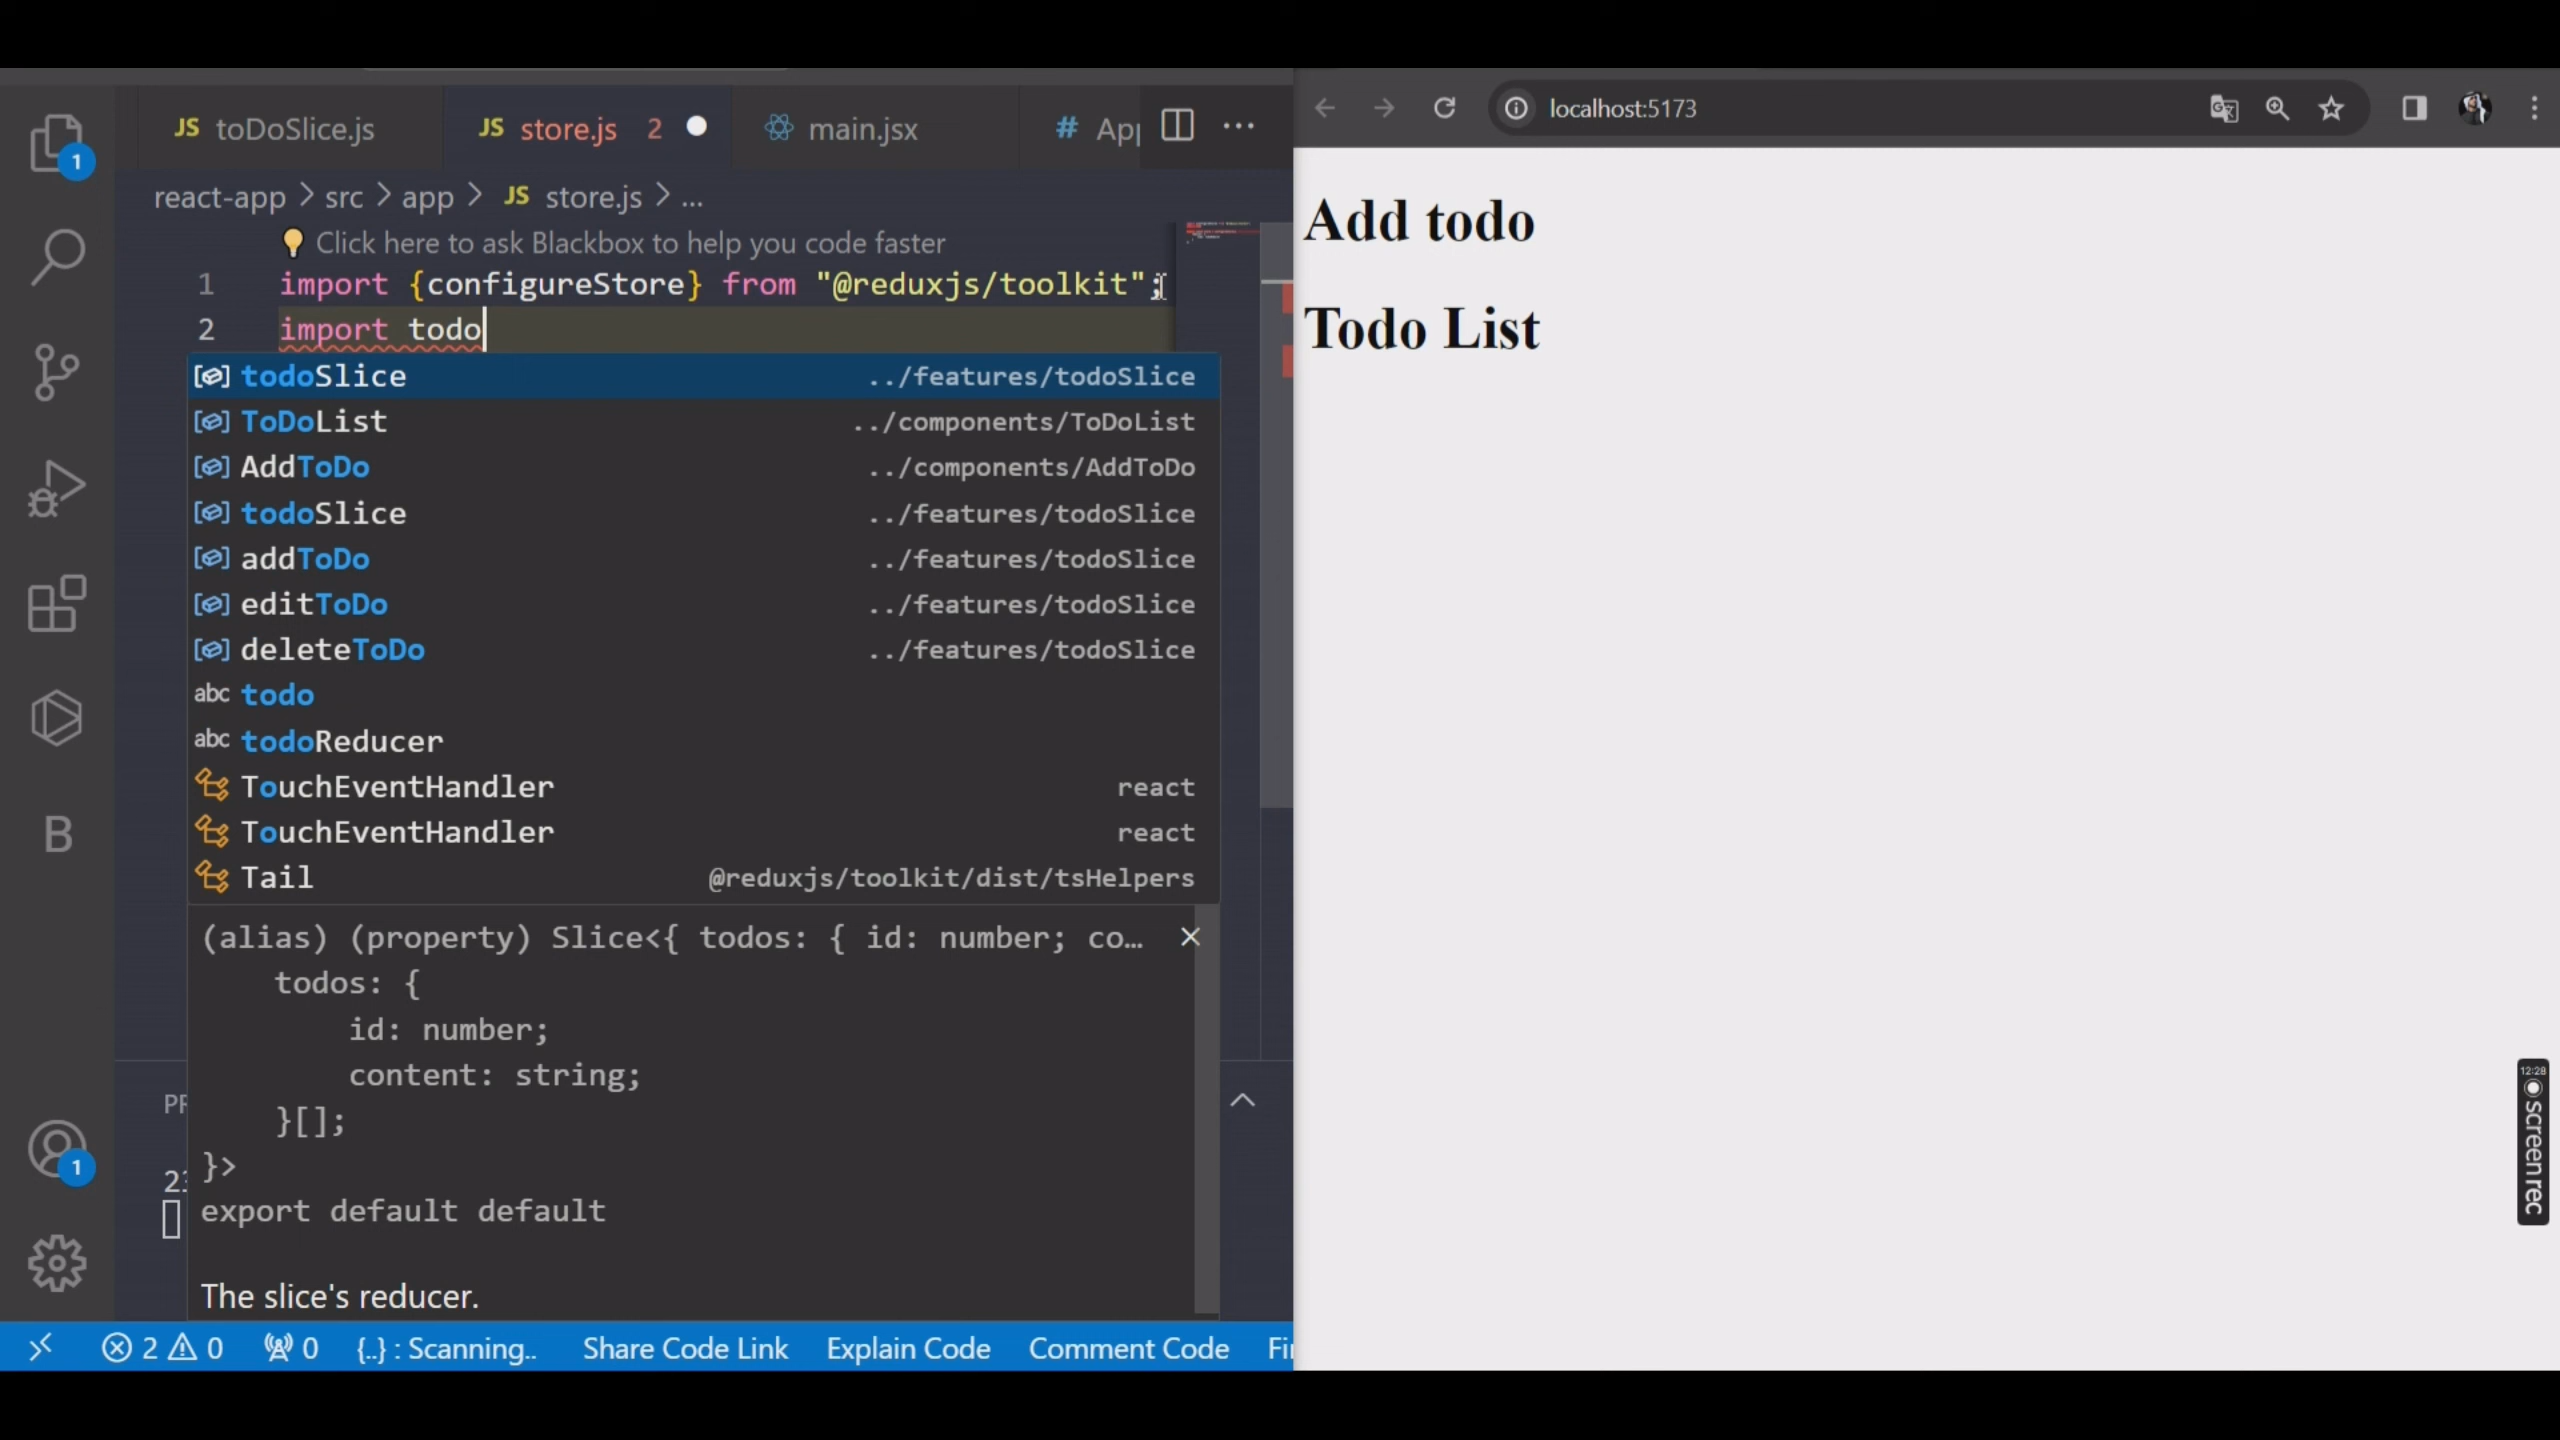 JS toDoSlice.js
JS store.js 2
main.jsx
# App
react-app > src > app > JS store.js > ...
Click here to ask Blackbox to help you code faster
1 import {configureStore} from "@reduxjs/toolkit";
2 import todo
todoSlice ../features/todoSlice
ToDoList ../components/ToDoList
AddToDo ../components/AddToDo
todoSlice ../features/todoSlice
addToDo ../features/todoSlice
editToDo ../features/todoSlice
deleteToDo ../features/todoSlice
abc todo
abc todoReducer
TouchEventHandler react
TouchEventHandler react
Tail @reduxjs/toolkit/dist/tsHelpers
(alias) (property) Slice<{ todos: { id: number; co...
todos: {
id: number;
content: string;
}[];
}>
export default default
The slice's reducer.
1
B
1
2 0 0 {..} : Scanning.. Share Code Link Explain Code Comment Code
localhost:5173
Add todo
Todo List
12:28
screenrec